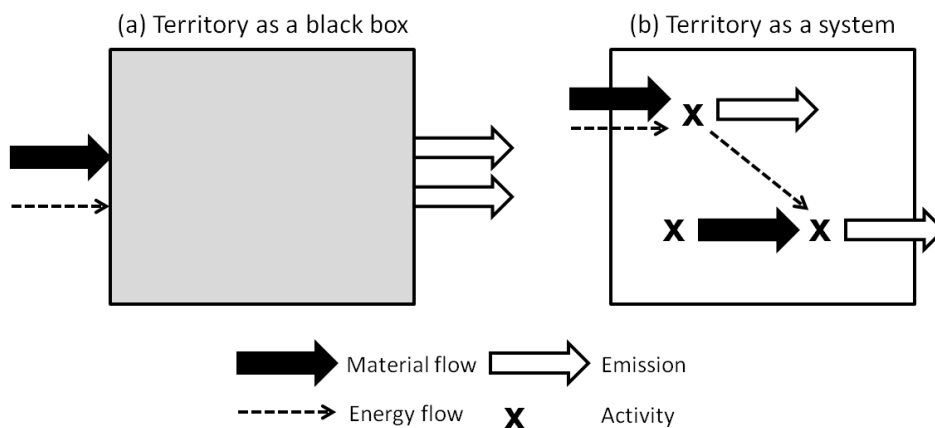 (a) Territory as a black box
(b) Territory as a system
X
X
X
Material flow
Emission
Energy flow
X
Activity